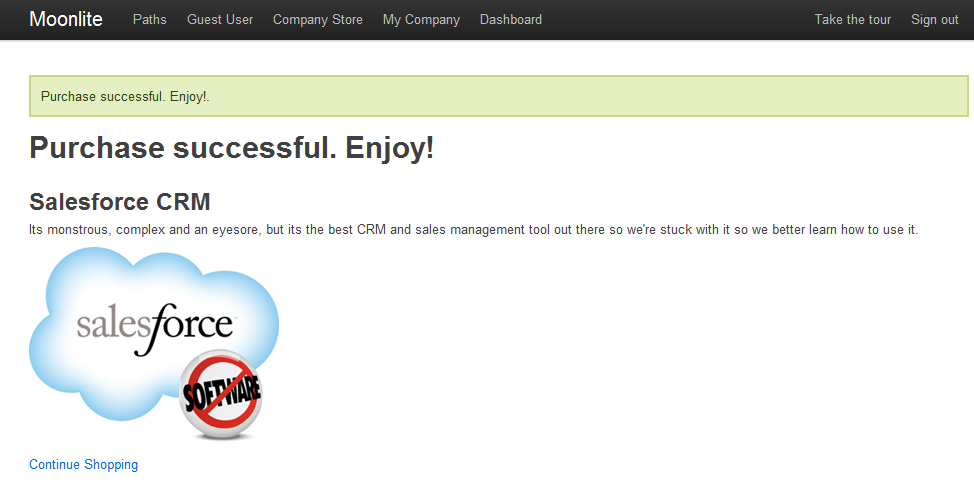 Moonlite Paths Guest User Company Store My Company Dashboard Take the tour Sign out
Purchase successful. Enjoy!.
Purchase successful. Enjoy!
Salesforce CRM
Its monstrous, complex and an eyesore, but its the best CRM and sales management tool out there so we're stuck with it so we better learn how to use it.
salesforce
SOFTWARE
Continue Shopping